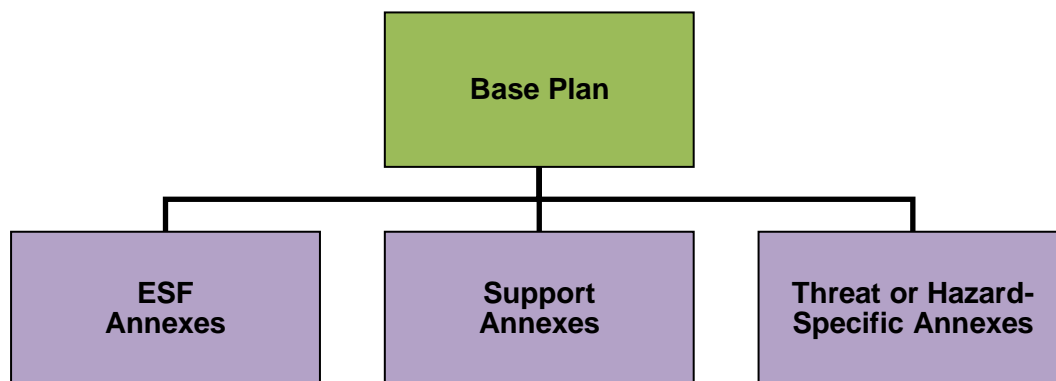 Base Plan
ESF
Annexes
Support
Annexes
Threat or Hazard-
Specific Annexes